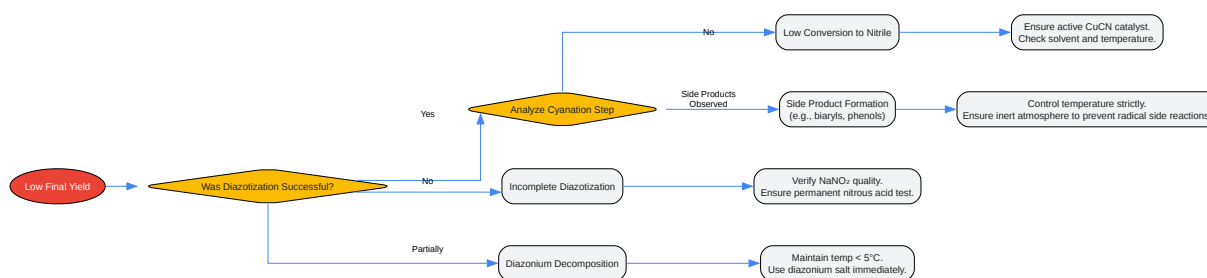 Low Final Yield
Was Diazotization Successful?
Yes
Analyze Cyanation Step
No
Low Conversion to Nitrile
Ensure active CuCN catalyst.
Check solvent and temperature.
Side Products
Observed
Side Product Formation
(e.g., biaryls, phenols)
Control temperature strictly.
Ensure inert atmosphere to prevent radical side reactions
No
Incomplete Diazotization
Verify NaNO₂ quality.
Ensure permanent nitrous acid test.
Partially
Diazonium Decomposition
Maintain temp < 5°C.
Use diazonium salt immediately.